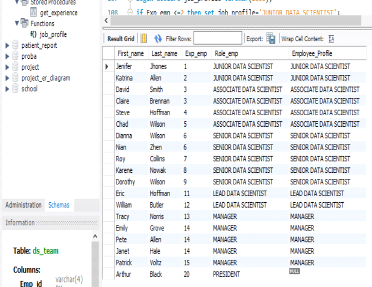 Stored Procedures
get_experience
Functions
f() job_profile
patient_report
proba
project
project_er_diagram
school
108 if Exp_emp <=2 then set job_profile='JUNIOR DATA SCIENTIST';
Result Grid Filter Rows: Export: Wrap Cell Content:
First_name Last_name Exp_emp Role_emp Employee_Profile
Jenifer Jhones 1 JUNIOR DATA SCIENTIST JUNIOR DATA SCIENTIST
Katrina Allen 2 JUNIOR DATA SCIENTIST JUNIOR DATA SCIENTIST
David Smith 3 ASSOCIATE DATA SCIENTIST ASSOCIATE DATA SCIENTIST
Claire Brennan 3 ASSOCIATE DATA SCIENTIST ASSOCIATE DATA SCIENTIST
Steve Hoffman 4 ASSOCIATE DATA SCIENTIST ASSOCIATE DATA SCIENTIST
Chad Wilson 5 ASSOCIATE DATA SCIENTIST ASSOCIATE DATA SCIENTIST
Dianna Wilson 6 SENIOR DATA SCIENTIST SENIOR DATA SCIENTIST
Nian Zhen 6 SENIOR DATA SCIENTIST SENIOR DATA SCIENTIST
Roy Collins 7 SENIOR DATA SCIENTIST SENIOR DATA SCIENTIST
Karene Nowak 8 SENIOR DATA SCIENTIST SENIOR DATA SCIENTIST
Dorothy Wilson 9 SENIOR DATA SCIENTIST SENIOR DATA SCIENTIST
Eric Hoffman 11 LEAD DATA SCIENTIST LEAD DATA SCIENTIST
William Butler 12 LEAD DATA SCIENTIST LEAD DATA SCIENTIST
Tracy Norris 13 MANAGER MANAGER
Emily Grove 14 MANAGER MANAGER
Pete Allen 14 MANAGER MANAGER
Janet Hale 14 MANAGER MANAGER
Patrick Voltz 15 MANAGER MANAGER
Arthur Black 20 PRESIDENT NULL
Administration Schemas
Information
Table: ds_team
Columns:
Emp_id varchar(4)